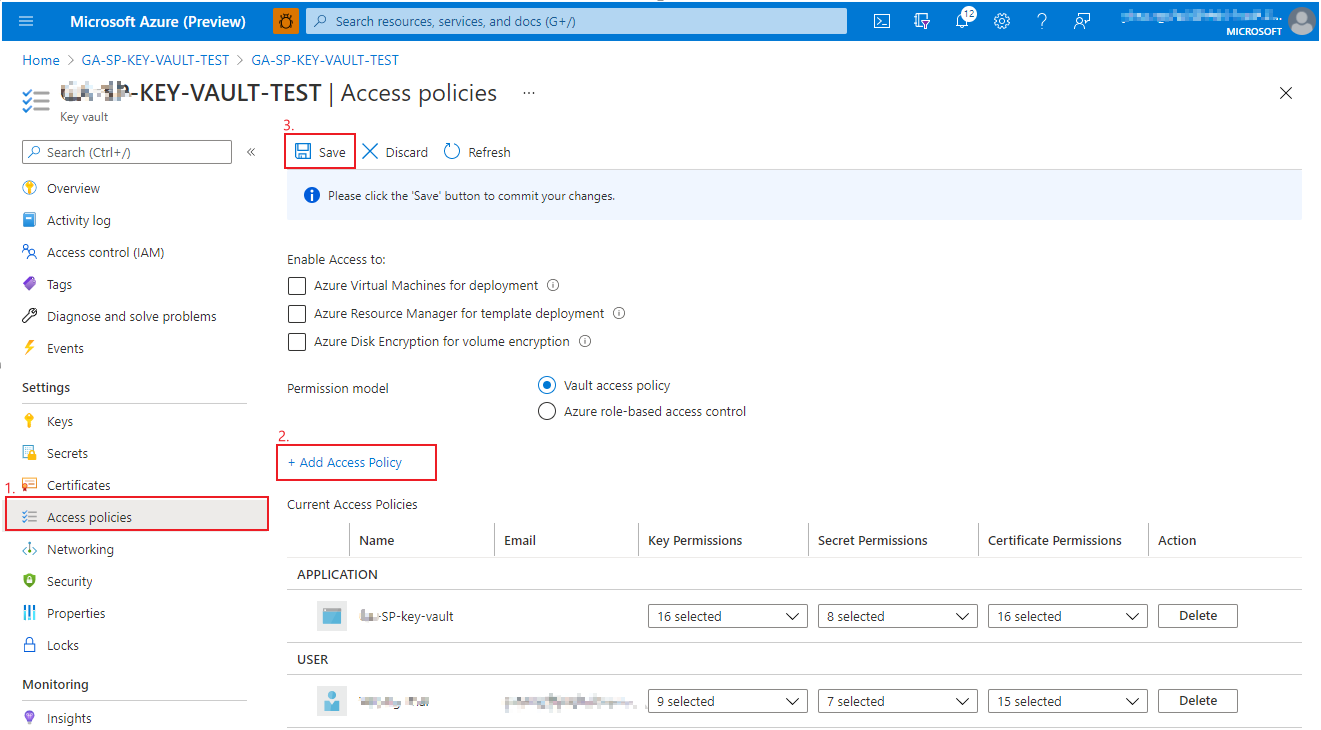 Microsoft Azure (Preview)
Search resources, services, and docs (G+/)
12
MICROSOFT
Home > GA-SP-KEY-VAULT-TEST > GA-SP-KEY-VAULT-TEST
-KEY-VAULT-TEST | Access policies ...
Key vault
3.
Search (Ctrl+/)
«
Save
Discard
Refresh
Please click the 'Save' button to commit your changes.
Overview
Activity log
Access control (IAM)
Tags
Diagnose and solve problems
Events
Settings
Keys
Secrets
Certificates
1.
Access policies
Networking
Security
Properties
Locks
Monitoring
Insights
Enable Access to:
Azure Virtual Machines for deployment
Azure Resource Manager for template deployment
Azure Disk Encryption for volume encryption
Permission model
Vault access policy
Azure role-based access control
2.
+ Add Access Policy
Current Access Policies
Name Email Key Permissions Secret Permissions Certificate Permissions Action
APPLICATION
-SP-key-vault 16 selected 8 selected 16 selected Delete
USER
9 selected 7 selected 15 selected Delete